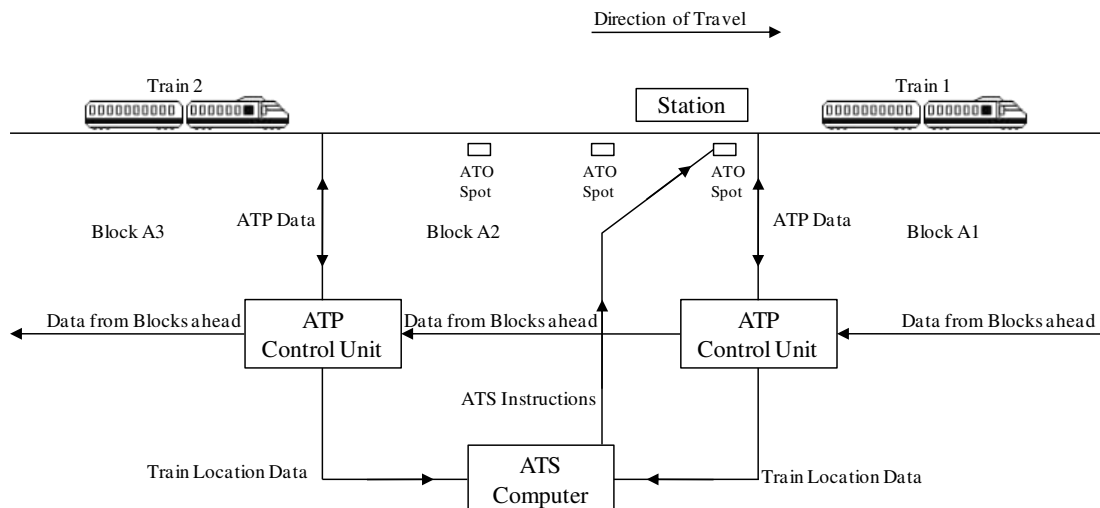 Direction of Travel
Train 2
Station
Train 1
ATO
Spot
ATO
Spot
ATO
Spot
ATP Data
ATP Data
Block A3
Block A2
Block A1
Data from Blocks ahead
ATP
Control Unit
Data from Blocks ahead
ATP
Control Unit
Data from Blocks ahead
ATS Instructions
Train Location Data
ATS
Computer
Train Location Data